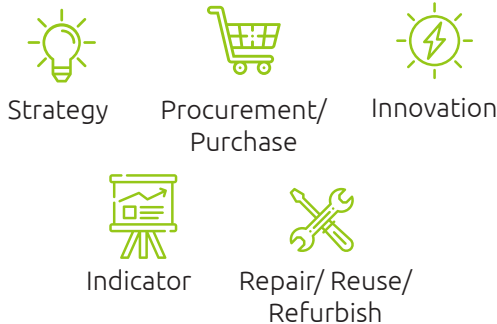 Strategy
Procurement/
Purchase
Innovation
Indicator
Repair/ Reuse/
Refurbish